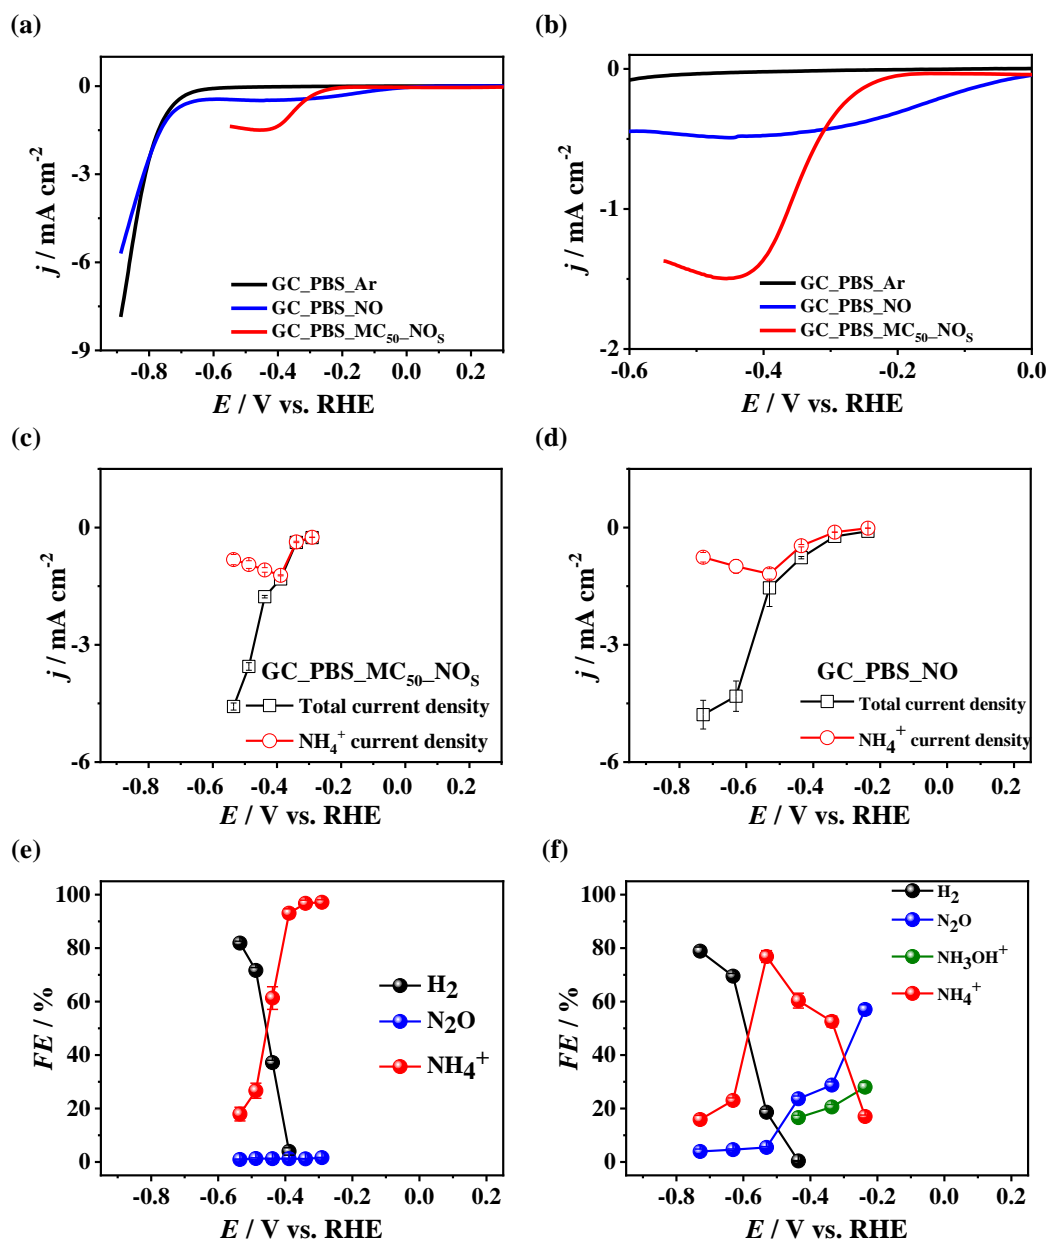 (a)
0
-3
-6
-9
j / mA cm-2
GC_PBS_Ar
GC_PBS_NO
GC_PBS_MC50_NOS
-0.8 -0.6 -0.4 -0.2 0.0 0.2
E / V vs. RHE
(b)
0
-1
-2
j / mA cm-2
GC_PBS_Ar
GC_PBS_NO
GC_PBS_MC50_NOS
-0.6 -0.4 -0.2 0.0
E / V vs. RHE
(c)
0
-3
-6
j / mA cm-2
GC_PBS_MC50_NOS
Total current density
NH4+ current density
-0.8 -0.6 -0.4 -0.2 0.0 0.2
E / V vs. RHE
(d)
0
-3
-6
j / mA cm-2
GC_PBS_NO
Total current density
NH4+ current density
-0.8 -0.6 -0.4 -0.2 0.0 0.2
E / V vs. RHE
(e)
100
80
60
40
20
0
FE / %
H2
N2O
NH4+
-0.8 -0.6 -0.4 -0.2 0.0 0.2
E / V vs. RHE
(f)
100
80
60
40
20
0
FE / %
H2
N2O
NH3OH+
NH4+
-0.8 -0.6 -0.4 -0.2 0.0 0.2
E / V vs. RHE